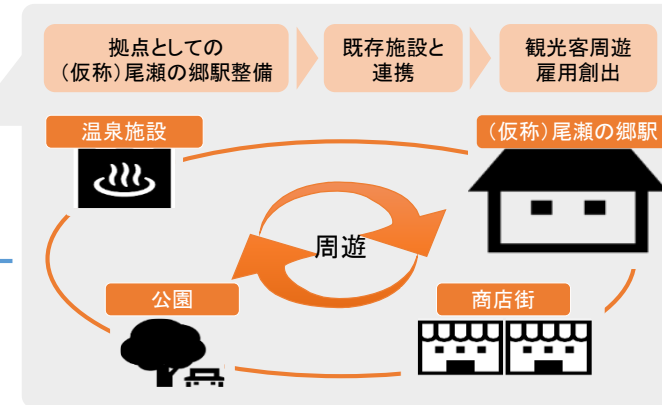 拠点としての
（仮称）尾瀬の郷駅整備
既存施設と
連携
観光客周遊
雇用創出
温泉施設
（仮称）尾瀬の郷駅
周遊
公園
商店街